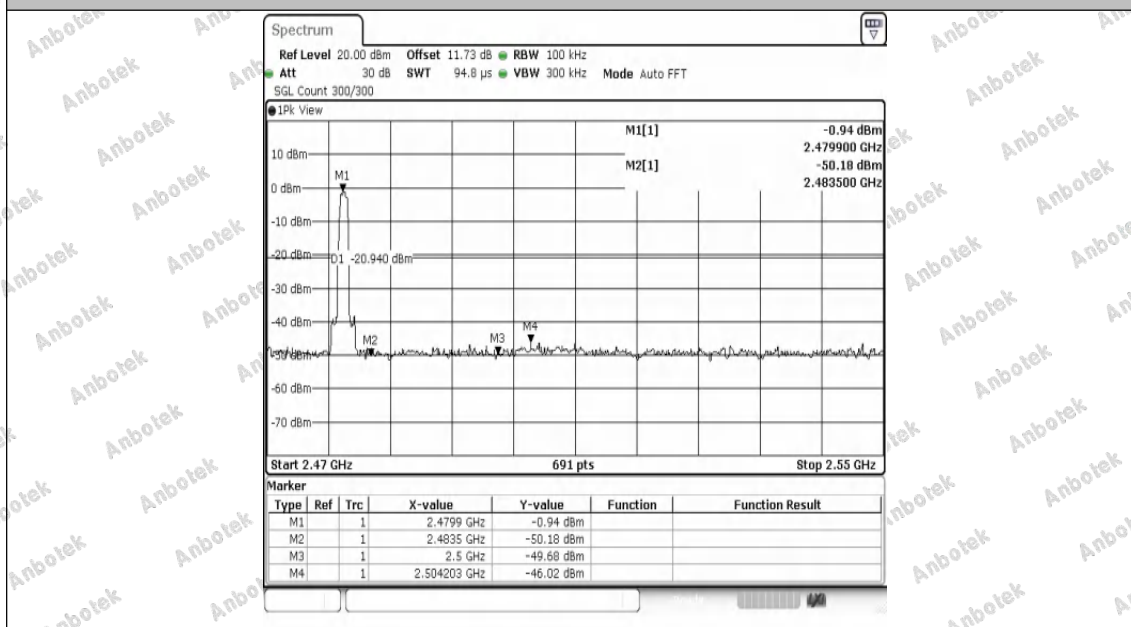 Spectrum
Ref Level 20.00 dBm Offset 11.73 dB RBW 100 kHz
Att 30 dB SWT 94.8 µs VBW 300 kHz Mode Auto FFT
SGL Count 300/300
1Pk View
M1[1] -0.94 dBm
2.479900 GHz
M2[1] -50.18 dBm
2.483500 GHz
10 dBm
M1
0 dBm
-10 dBm
-20 dBm
D1 -20.940 dBm
-30 dBm
-40 dBm
M2 M3 M4
-50 dBm
-60 dBm
-70 dBm
Start 2.47 GHz 691 pts Stop 2.55 GHz
Marker
Type Ref Trc X-value Y-value Function Function Result
M1 1 2.4799 GHz -0.94 dBm
M2 1 2.4835 GHz -50.18 dBm
M3 1 2.5 GHz -49.68 dBm
M4 1 2.504203 GHz -46.02 dBm
Anbotek